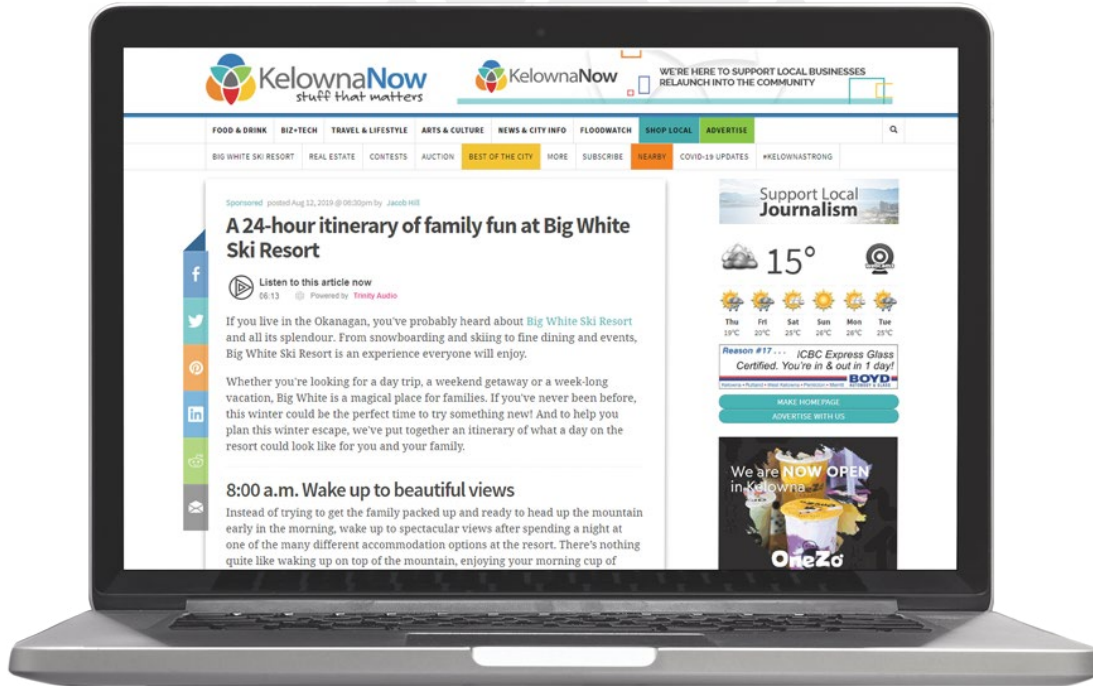 KelownaNow
stuff that matters
KelownaNow
WE'RE HERE TO SUPPORT LOCAL BUSINESSES
RELAUNCH INTO THE COMMUNITY
FOOD & DRINK BIZ+TECH TRAVEL & LIFESTYLE ARTS & CULTURE NEWS & CITY INFO FLOODWATCH SHOP LOCAL ADVERTISE
BIG WHITE SKI RESORT REAL ESTATE CONTESTS AUCTION BEST OF THE CITY MORE SUBSCRIBE NEARBY COVID-19 UPDATES #KELOWNASTRONG
Sponsored posted Aug 12, 2019 @ 06:30pm by Jacob Hill
A 24-hour itinerary of family fun at Big White
Ski Resort
Listen to this article now
06:13 Powered by Trinity Audio
If you live in the Okanagan, you've probably heard about Big White Ski Resort
and all its splendour. From snowboarding and skiing to fine dining and events,
Big White Ski Resort is an experience everyone will enjoy.
Whether you're looking for a day trip, a weekend getaway or a week-long
vacation, Big White is a magical place for families. If you've never been before,
this winter could be the perfect time to try something new! And to help you
plan this winter escape, we've put together an itinerary of what a day on the
resort could look like for you and your family.
8:00 a.m. Wake up to beautiful views
Instead of trying to get the family packed up and ready to head up the mountain
early in the morning, wake up to spectacular views after spending a night at
one of the many different accommodation options at the resort. There's nothing
quite like waking up on top of the mountain, enjoying your morning cup of
f
in
Support Local
Journalism
15°
Thu Fri Sat Sun Mon Tue
19°C 20°C 25°C 26°C 26°C 25°C
Reason #17 . . . ICBC Express Glass
Certified. You're in & out in 1 day!
BOYD
MAKE HOMEPAGE
ADVERTISE WITH US
We are NOW OPEN
in Kelowna
OneZo